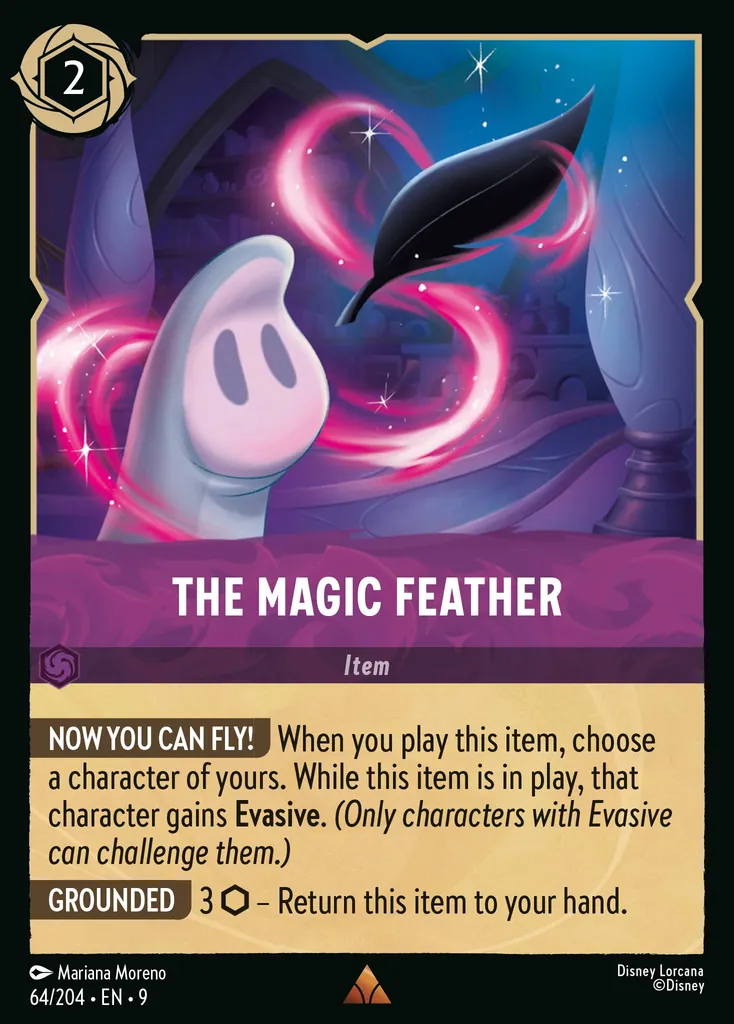 2
THE MAGIC FEATHER
Item
NOW YOU CAN FLY! When you play this item, choose
a character of yours. While this item is in play, that
character gains Evasive. (Only characters with Evasive
can challenge them.)
GROUNDED 3 ⬡ – Return this item to your hand.
Mariana Moreno
64/204 • EN • 9
Disney Lorcana
©Disney